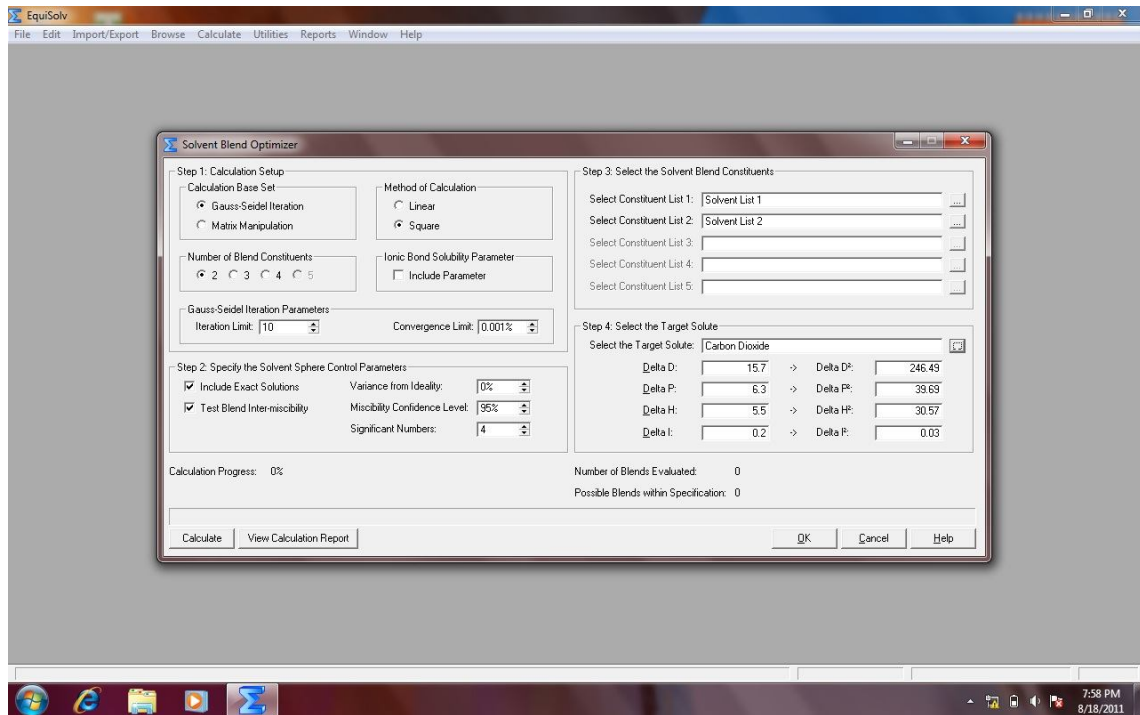 EquiSolv
File Edit Import/Export Browse Calculate Utilities Reports Window Help
Solvent Blend Optimizer
Step 1: Calculation Setup
Calculation Base Set
Gauss-Seidel Iteration
Matrix Manipulation
Method of Calculation
Linear
Square
Number of Blend Constituents
2 3 4 5
Ionic Bond Solubility Parameter
Include Parameter
Gauss-Seidel Iteration Parameters
Iteration Limit: 10 Convergence Limit: 0.001%
Step 2: Specify the Solvent Sphere Control Parameters
Include Exact Solutions Variance from Ideality: 0%
Test Blend Inter-miscibility Miscibility Confidence Level: 95%
Significant Numbers: 4
Step 3: Select the Solvent Blend Constituents
Select Constituent List 1: Solvent List 1 ...
Select Constituent List 2: Solvent List 2 ...
Select Constituent List 3: ...
Select Constituent List 4: ...
Select Constituent List 5: ...
Step 4: Select the Target Solute
Select the Target Solute: Carbon Dioxide ...
Delta D: 15.7 -> Delta D²: 246.49
Delta P: 6.3 -> Delta P²: 39.69
Delta H: 5.5 -> Delta H²: 30.57
Delta I: 0.2 -> Delta I²: 0.03
Calculation Progress: 0%
Number of Blends Evaluated: 0
Possible Blends within Specification: 0
Calculate View Calculation Report OK Cancel Help
7:58 PM
8/18/2011